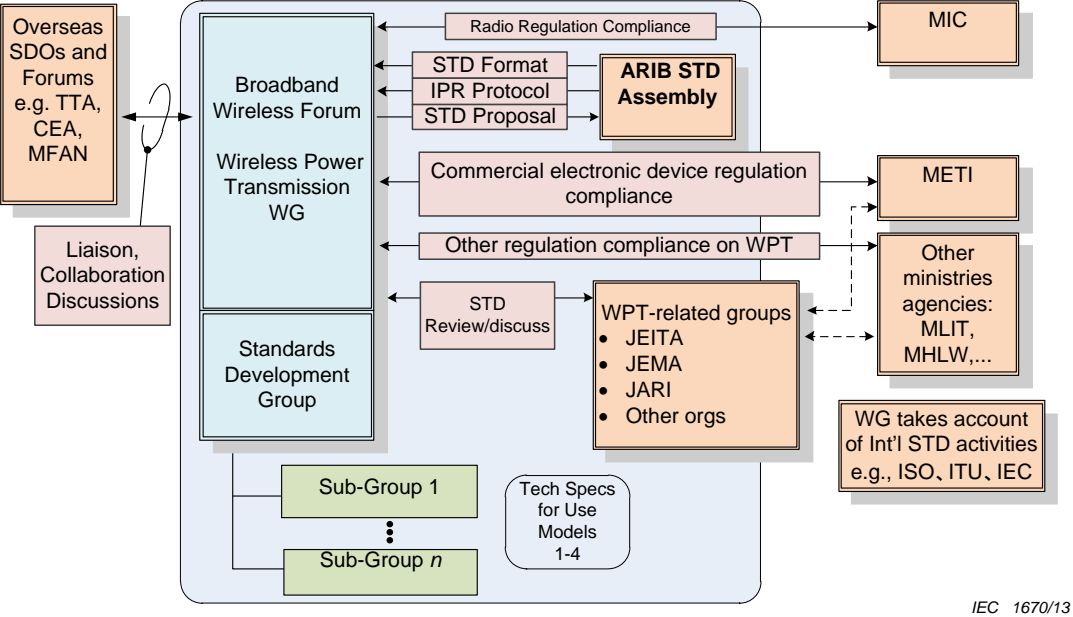 Overseas
SDOs and
Forums
e.g. TTA,
CEA,
MFAN
Liaison,
Collaboration
Discussions
Broadband
Wireless Forum
Wireless Power
Transmission
WG
Standards
Development
Group
Radio Regulation Compliance
STD Format
IPR Protocol
STD Proposal
ARIB STD
Assembly
Commercial electronic device regulation
compliance
Other regulation compliance on WPT
STD
Review/discuss
WPT-related groups
• JEITA
• JEMA
• JARI
• Other orgs
MIC
METI
Other
ministries
agencies:
MLIT,
MHLW,...
WG takes account
of Int'l STD activities
e.g., ISO、ITU、IEC
Sub-Group 1
Sub-Group n
Tech Specs
for Use
Models
1-4
IEC 1670/13